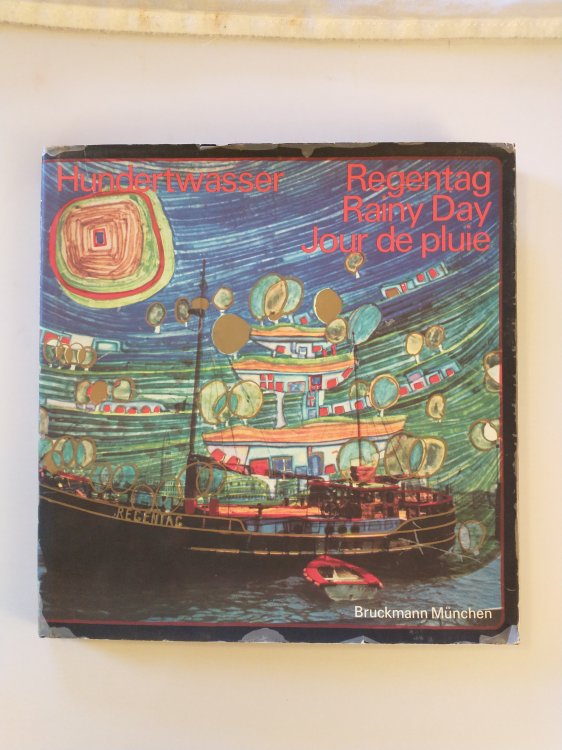 Hundertwasser
Regentag
Rainy Day
Jour de pluie
REGENTAG
Bruckmann München